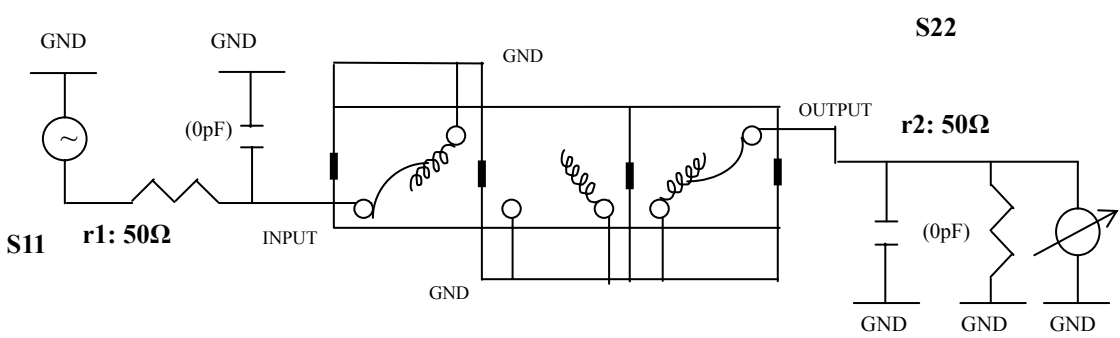 S22
GND
GND
GND
OUTPUT
(0pF)
r2: 50Ω
~
(0pF)
S11
r1: 50Ω
INPUT
GND
GND
GND
GND